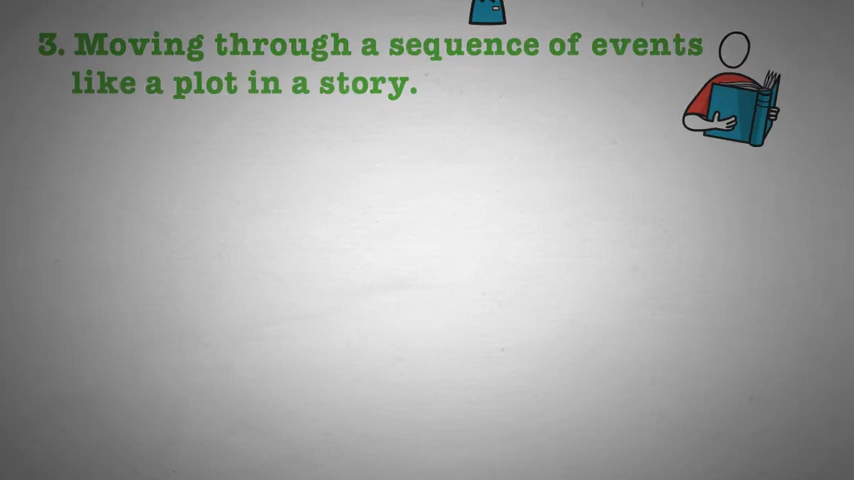 3. Moving through a sequence of events
like a plot in a story.